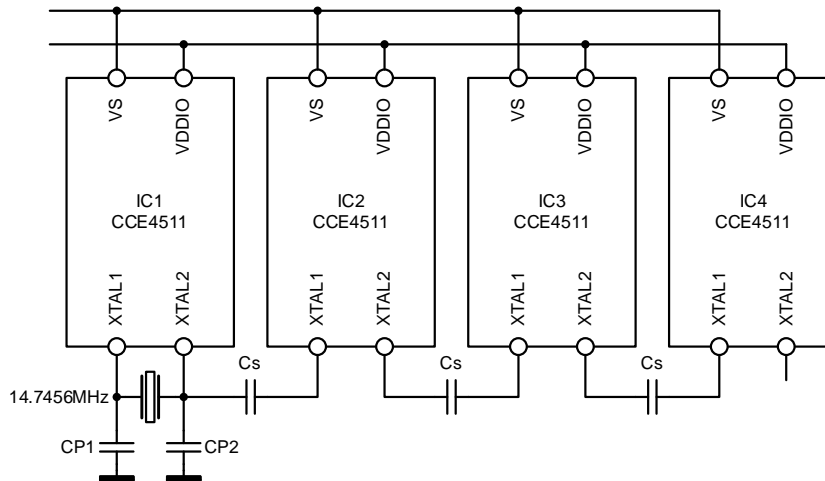 VS
VDDIO
VS
VDDIO
VS
VDDIO
VS
VDDIO
IC1
CCE4511
IC2
CCE4511
IC3
CCE4511
IC4
CCE4511
XTAL1
XTAL2
XTAL1
XTAL2
XTAL1
XTAL2
XTAL1
XTAL2
Cs
Cs
Cs
14.7456MHz
CP1
CP2